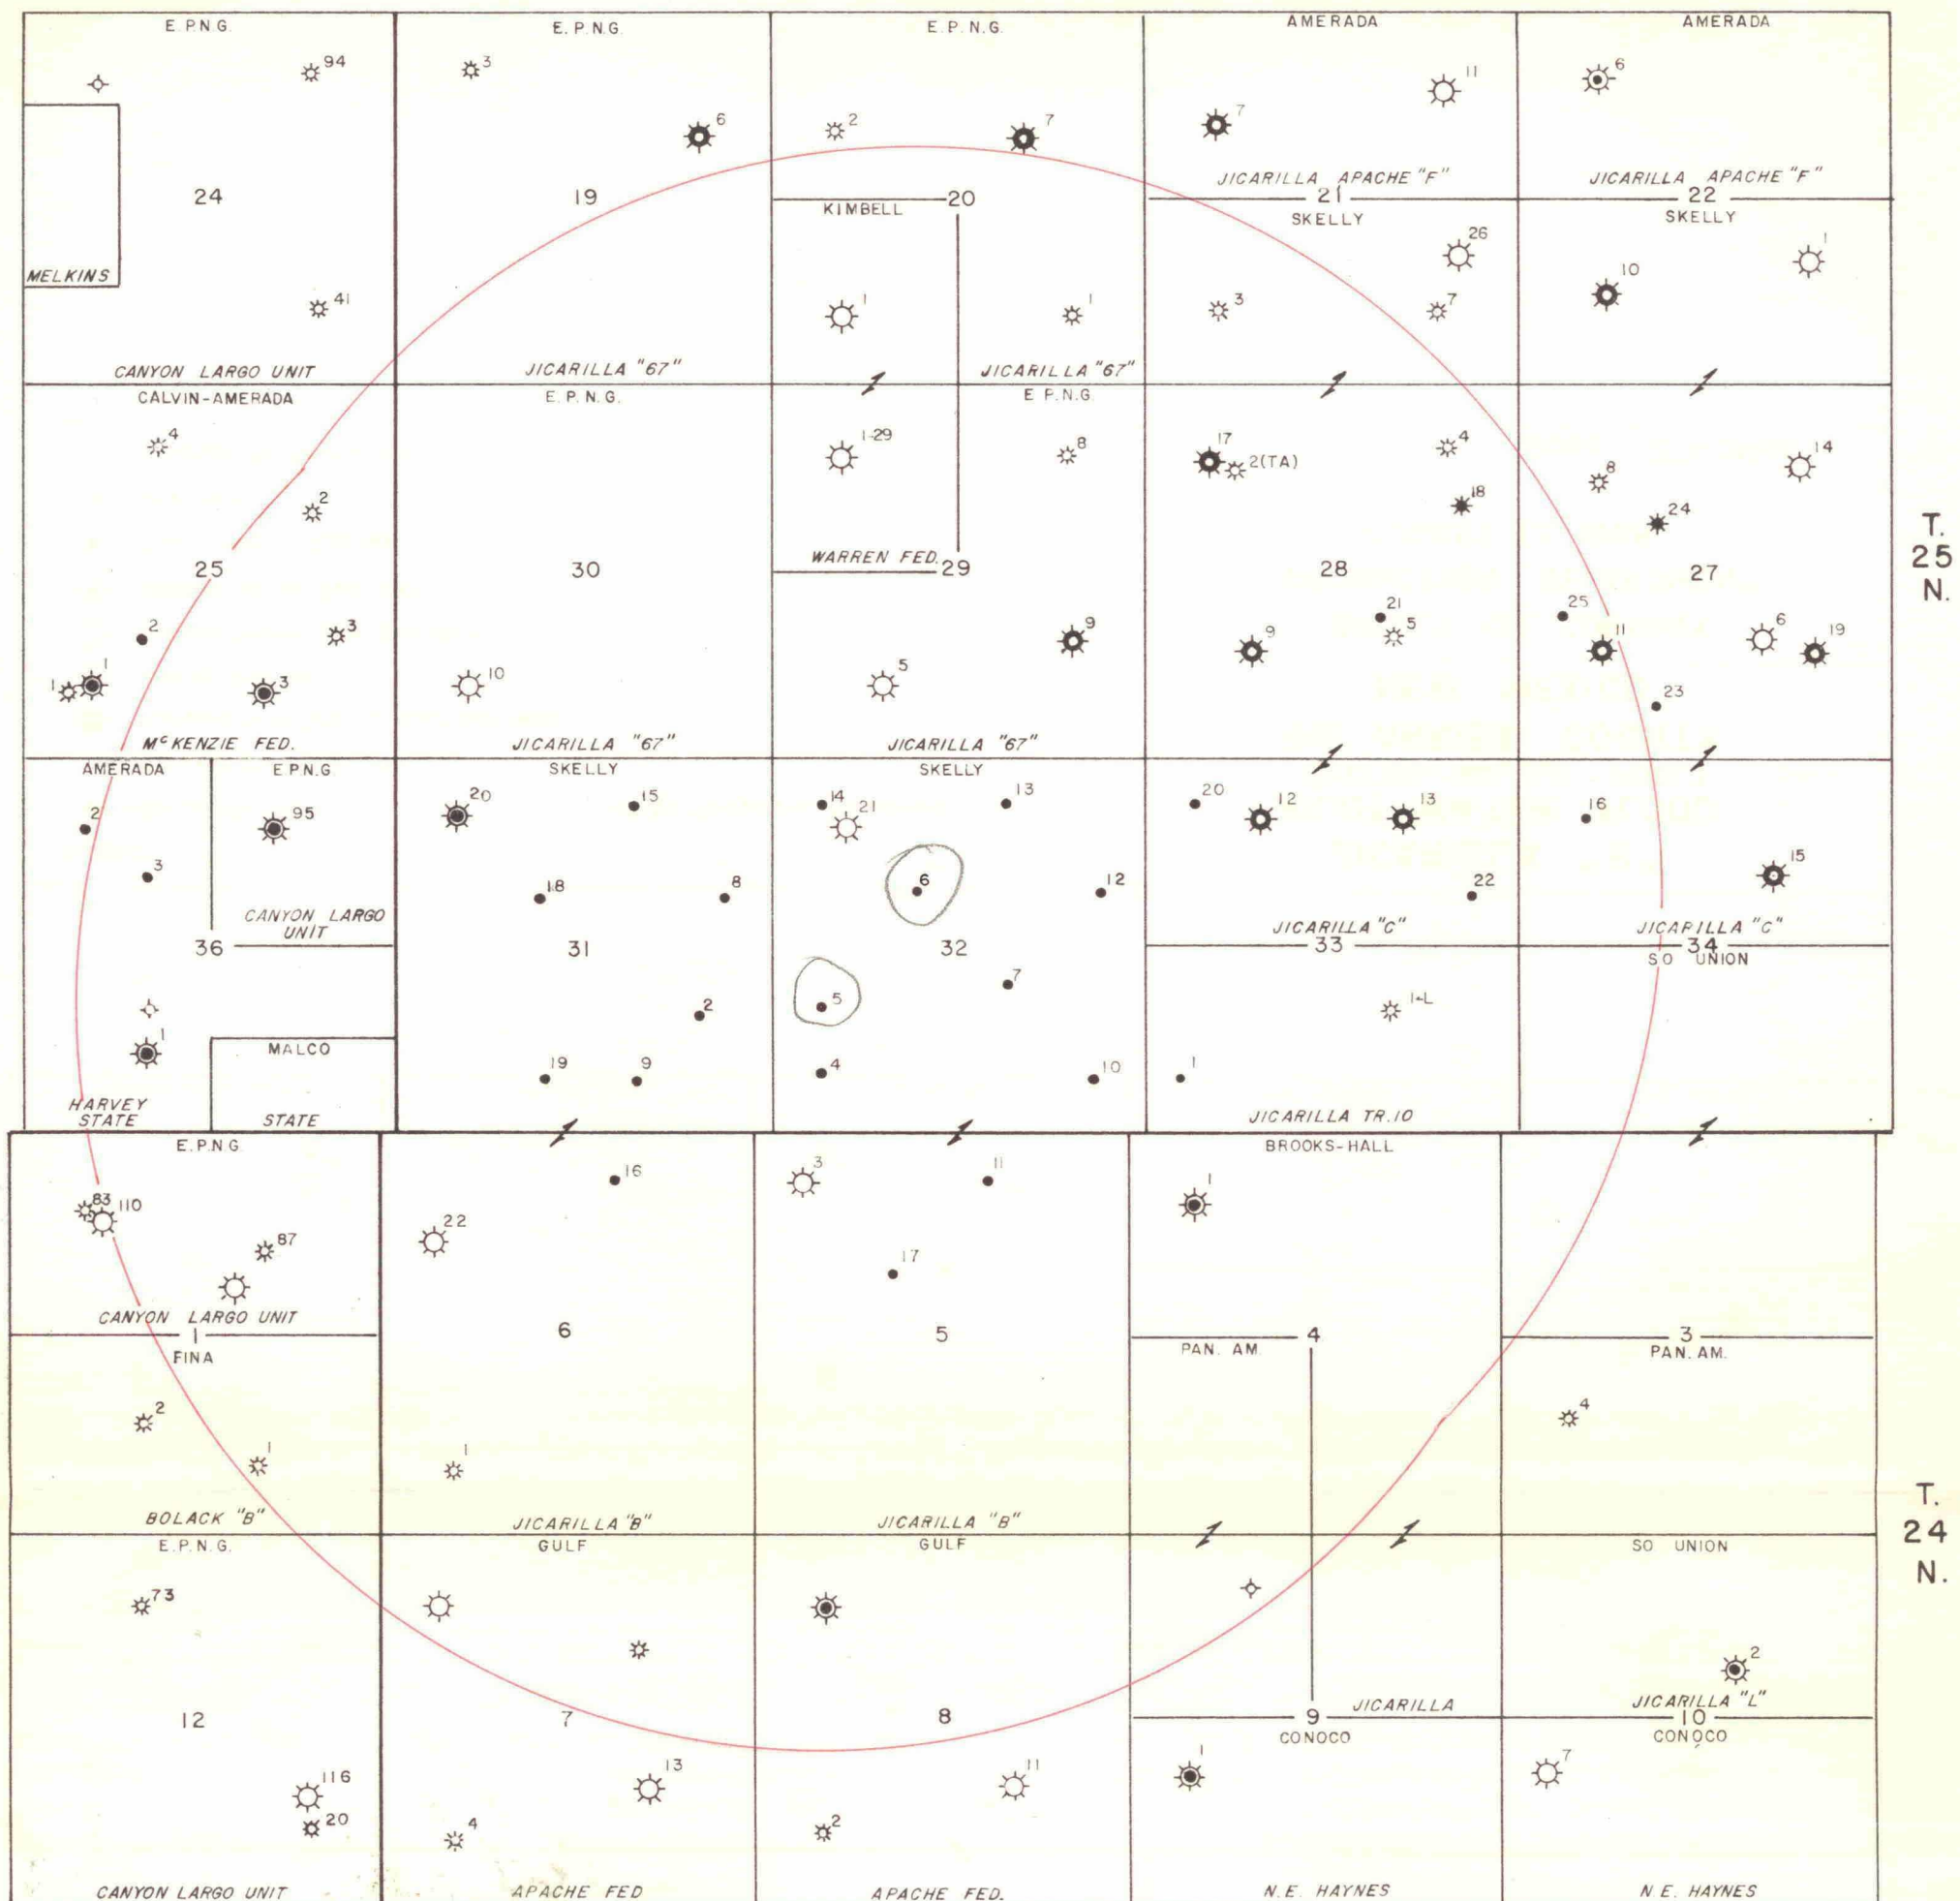 E.P.N.G.
E.P.N.G.
E.P.N.G.
AMERADA
AMERADA
94
3
6
2
7
7
11
6
24
19
20
JICARILLA APACHE "F"
21
JICARILLA APACHE "F"
22
KIMBELL
SKELLY
SKELLY
MELKINS
41
1
1
3
26
7
10
1
CANYON LARGO UNIT
JICARILLA "67"
JICARILLA "67"
CALVIN-AMERADA
E.P.N.G.
E P.N.G.
4
2
1-29
8
17
2(TA)
4
18
8
24
14
25
30
WARREN FED.
29
28
27
T.
25
N.
2
3
1
1
3
10
5
9
9
21
5
25
11
6
19
23
McKENZIE FED.
JICARILLA "67"
JICARILLA "67"
AMERADA
E P.N.G
SKELLY
SKELLY
2
95
3
20
15
18
8
14
21
13
6
12
20
12
13
22
16
15
CANYON LARGO
UNIT
36
31
32
JICARILLA "C"
33
JICARILLA "C"
34
SO UNION
1
2
19
9
5
7
4
10
1-L
1
MALCO
HARVEY
STATE
STATE
JICARILLA TR.10
E.P.N.G.
BROOKS-HALL
83
110
87
16
22
3
11
17
1
CANYON LARGO UNIT
1
6
5
4
3
FINA
PAN. AM.
PAN. AM.
2
1
1
4
BOLACK "B"
JICARILLA "B"
JICARILLA "B"
E.P.N.G.
GULF
GULF
SO UNION
T.
24
N.
73
2
12
7
8
JICARILLA
9
JICARILLA "L"
10
CONOCO
CONOCO
116
20
13
4
11
2
1
7
CANYON LARGO UNIT
APACHE FED
APACHE FED.
N.E. HAYNES
N.E. HAYNES